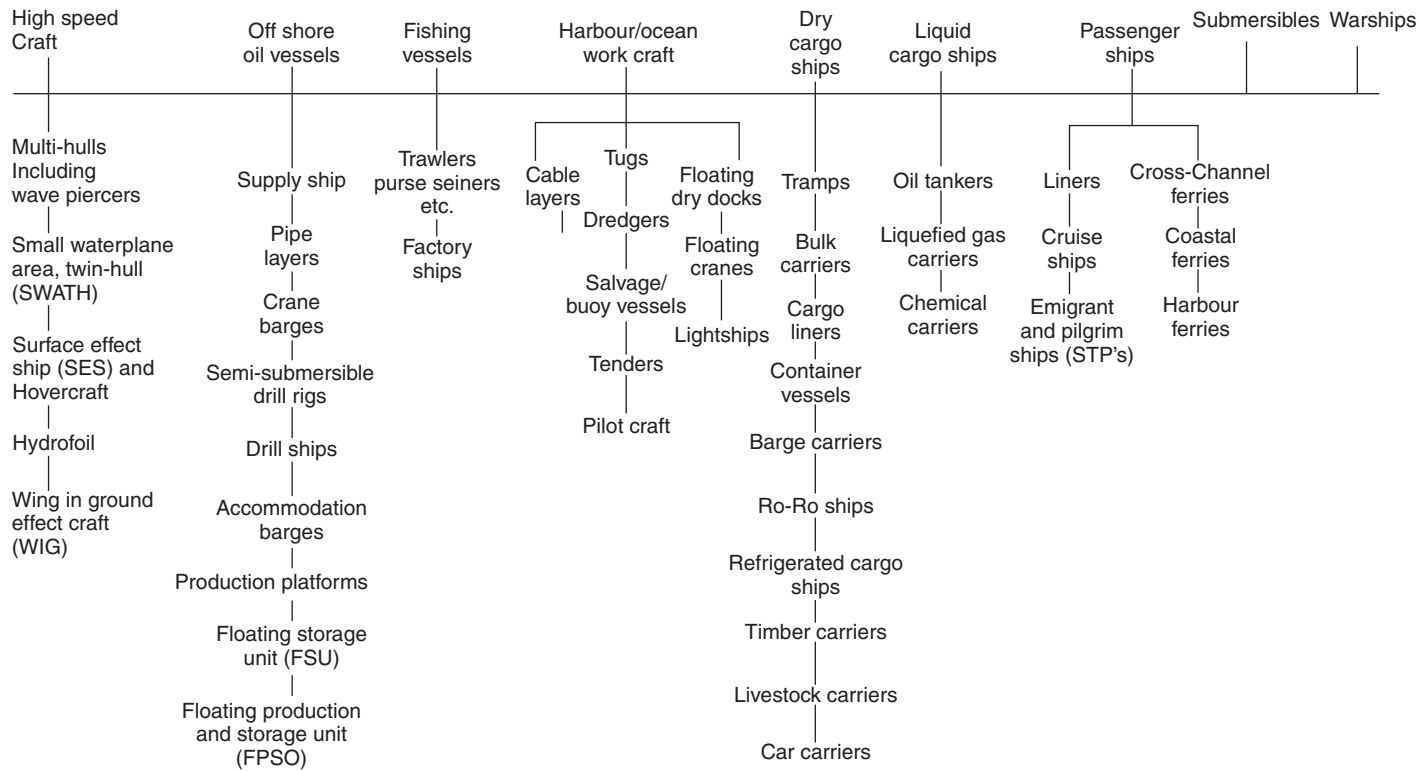 High speed
Craft
Off shore
oil vessels
Fishing
vessels
Harbour/ocean
work craft
Dry
cargo
ships
Liquid
cargo ships
Passenger
ships
Submersibles
Warships
Multi-hulls
Including
wave piercers
Small waterplane
area, twin-hull
(SWATH)
Surface effect
ship (SES) and
Hovercraft
Hydrofoil
Wing in ground
effect craft
(WIG)
Supply ship
Pipe
layers
Crane
barges
Semi-submersible
drill rigs
Drill ships
Accommodation
barges
Production platforms
Floating storage
unit (FSU)
Floating production
and storage unit
(FPSO)
Trawlers
purse seiners
etc.
Factory
ships
Cable
layers
Tugs
Dredgers
Salvage/
buoy vessels
Tenders
Pilot craft
Floating
dry docks
Floating
cranes
Lightships
Tramps
Bulk
carriers
Cargo
liners
Container
vessels
Barge carriers
Ro-Ro ships
Refrigerated cargo
ships
Timber carriers
Livestock carriers
Car carriers
Oil tankers
Liquefied gas
carriers
Chemical
carriers
Liners
Cruise
ships
Emigrant
and pilgrim
ships (STP's)
Cross-Channel
ferries
Coastal
ferries
Harbour
ferries